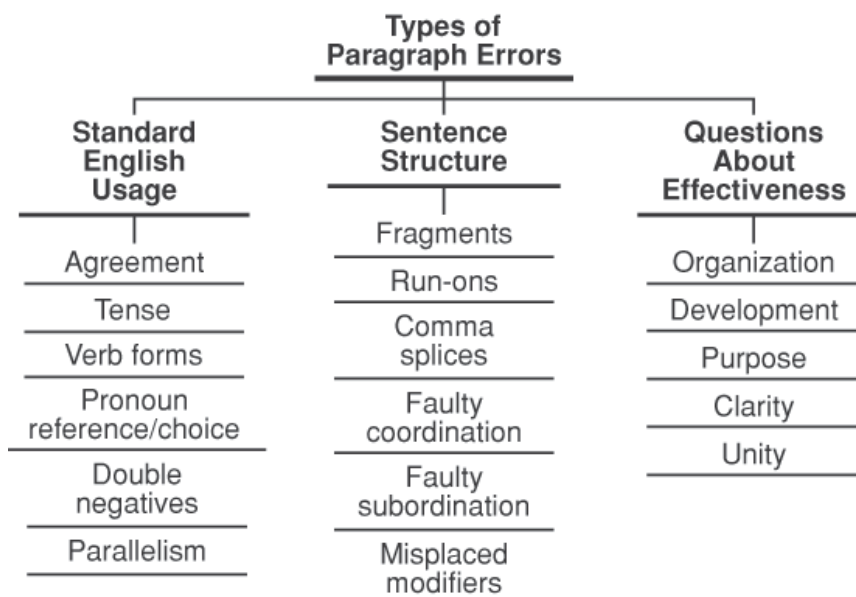 Types of
Paragraph Errors
Standard
English
Usage
Agreement
Tense
Verb forms
Pronoun
reference/choice
Double
negatives
Parallelism
Sentence
Structure
Fragments
Run-ons
Comma
splices
Faulty
coordination
Faulty
subordination
Misplaced
modifiers
Questions
About
Effectiveness
Organization
Development
Purpose
Clarity
Unity